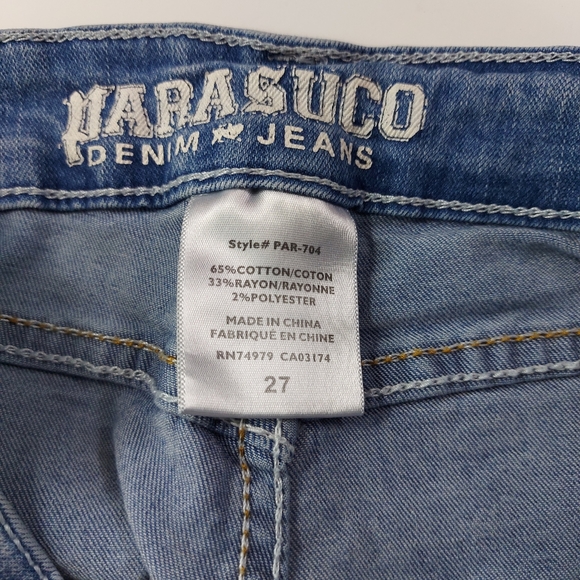 PARASUCO
DENIM JEANS
Style# PAR-704
65%COTTON/COTON
33%RAYON/RAYONNE
2%POLYESTER
MADE IN CHINA
FABRIQUÉ EN CHINE
RN74979 CA03174
27